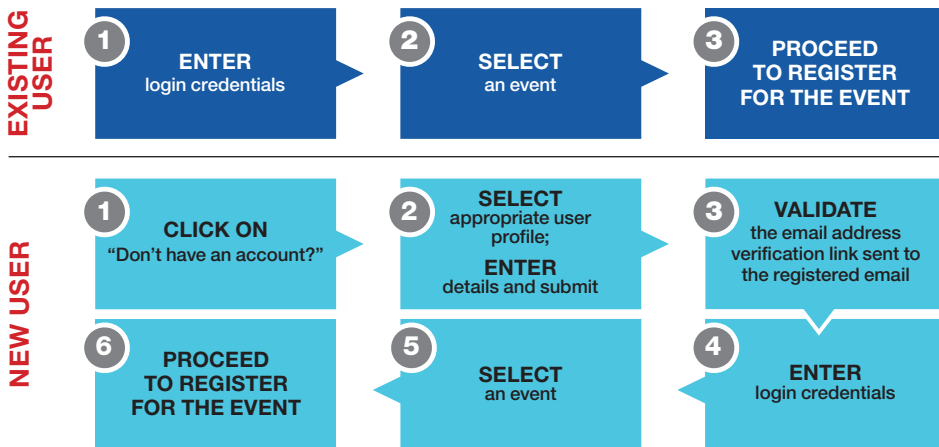 EXISTING
USER
1
ENTER
login credentials
2
SELECT
an event
3
PROCEED
TO REGISTER
FOR THE EVENT
NEW USER
1
CLICK ON
“Don’t have an account?”
2
SELECT
appropriate user
profile;
ENTER
details and submit
3
VALIDATE
the email address
verification link sent to
the registered email
4
ENTER
login credentials
5
SELECT
an event
6
PROCEED
TO REGISTER
FOR THE EVENT